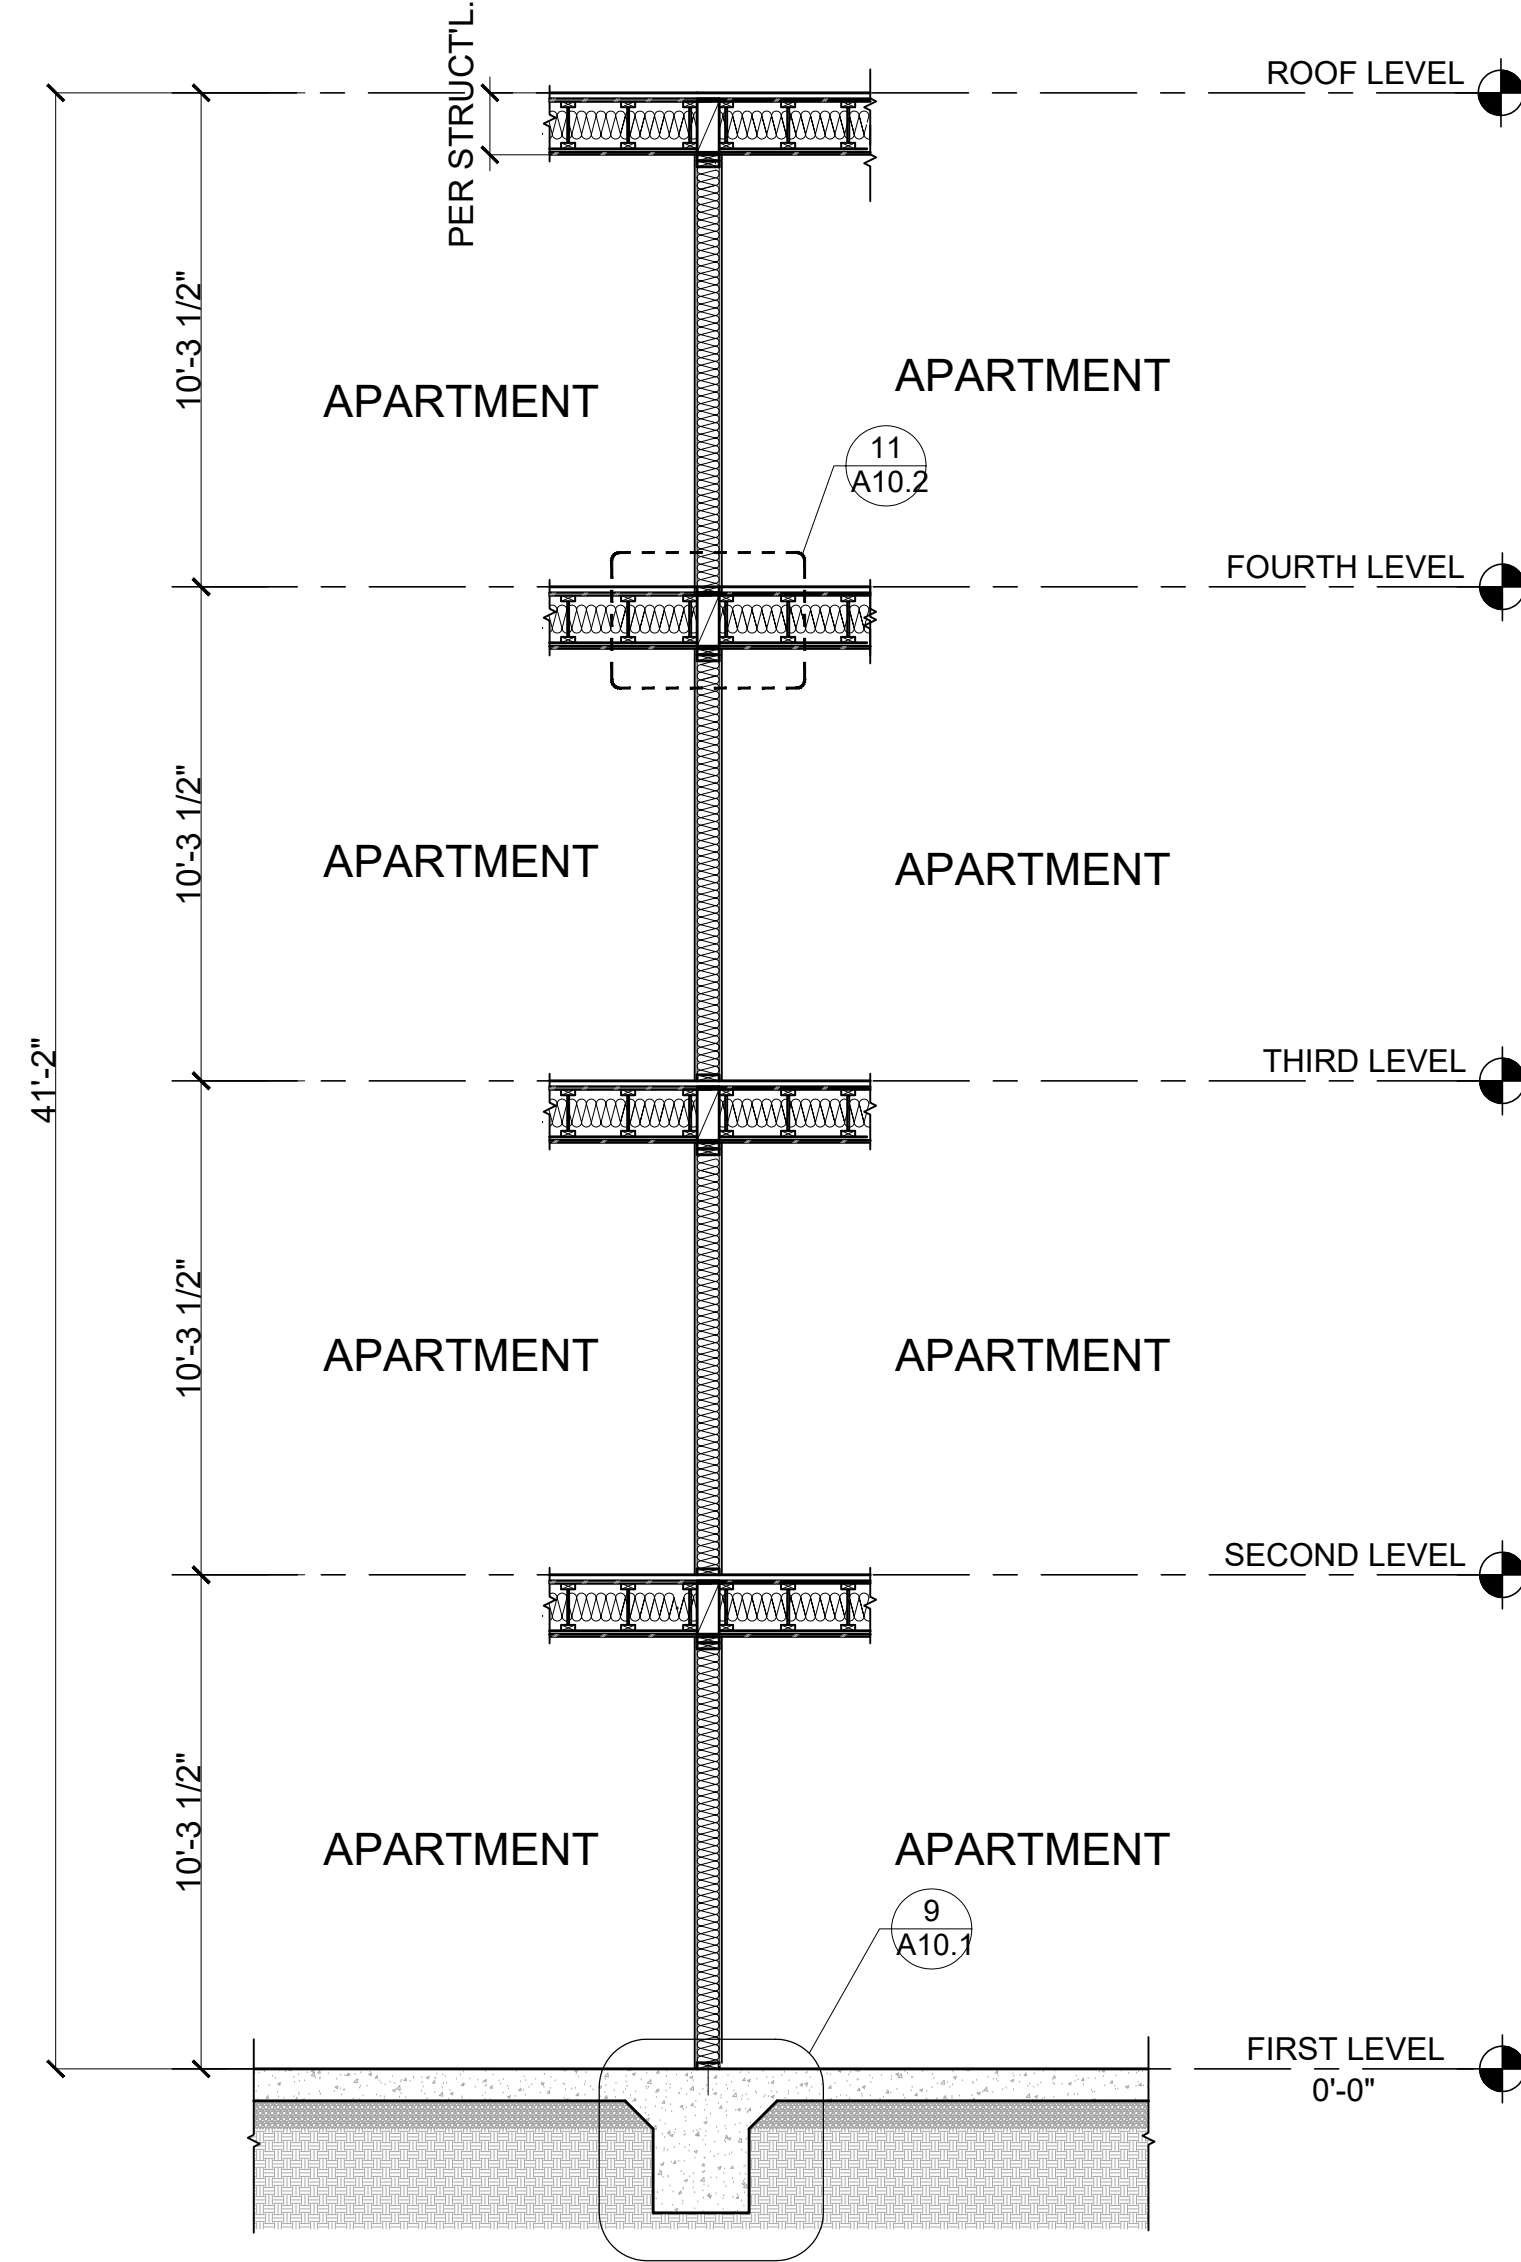 PER STRUCT'L.
ROOF LEVEL
10'-3 1/2"
APARTMENT
APARTMENT
11
A10.2
FOURTH LEVEL
10'-3 1/2"
APARTMENT
APARTMENT
41'-2"
THIRD LEVEL
10'-3 1/2"
APARTMENT
APARTMENT
SECOND LEVEL
10'-3 1/2"
APARTMENT
APARTMENT
9
A10.1
FIRST LEVEL
0'-0"